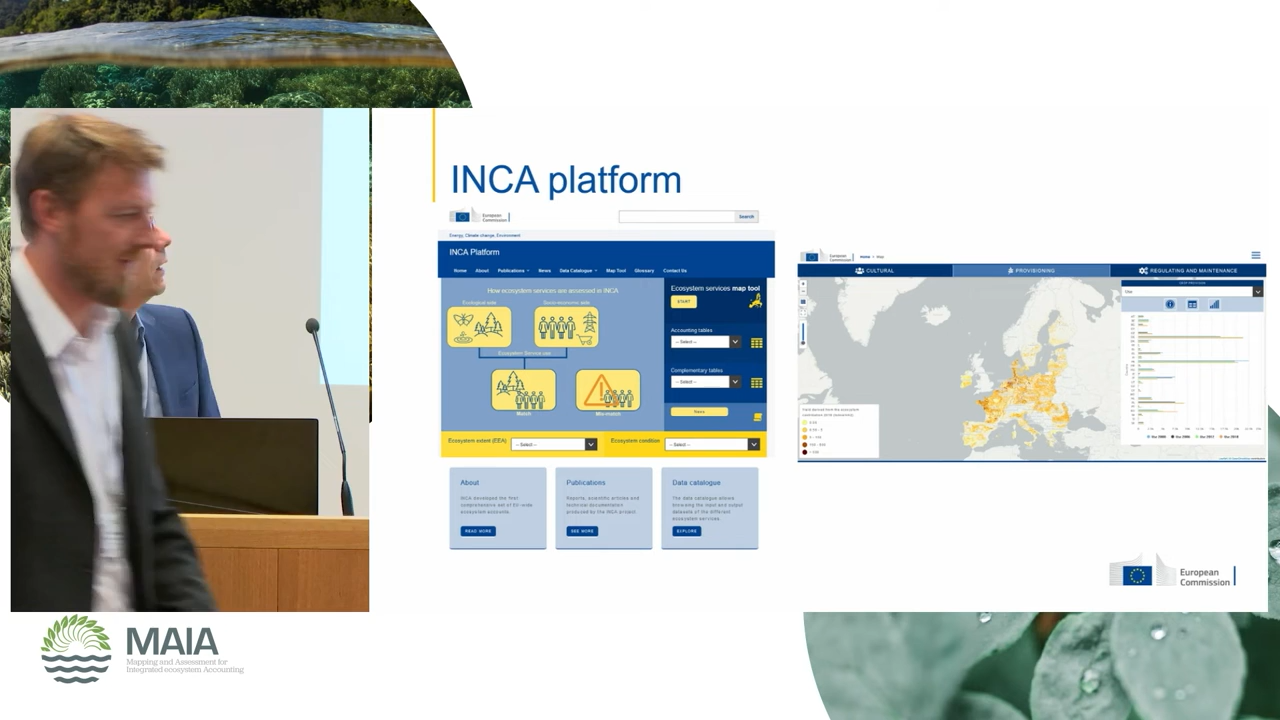 INCA platform
European
Commission
Search
Energy, Climate change, Environment
INCA Platform
Home
About
Publications
News
Data Catalogue
Map Tool
Glossary
Contact Us
How ecosystem services are assessed in INCA
Ecological side
Socio-economic side
Ecosystem Service use
Match
Mis-match
Ecosystem services map tool
START
Accounting tables
-- Select --
Complementary tables
-- Select --
News
Ecosystem extent (EEA)
-- Select --
Ecosystem condition
-- Select --
About
INCA developed the first
comprehensive set of EU-wide
ecosystem accounts.
READ MORE
Publications
Reports, scientific articles and
technical documentation
produced by the INCA project.
SEE MORE
Data catalogue
The data catalogue allows
browsing the input and output
datasets of the different
ecosystem services.
EXPLORE
European
Commission
Home > Map
CULTURAL
PROVISIONING
REGULATING AND MAINTENANCE
European
Commission
MAIA
Mapping and Assessment for
Integrated ecosystem Accounting